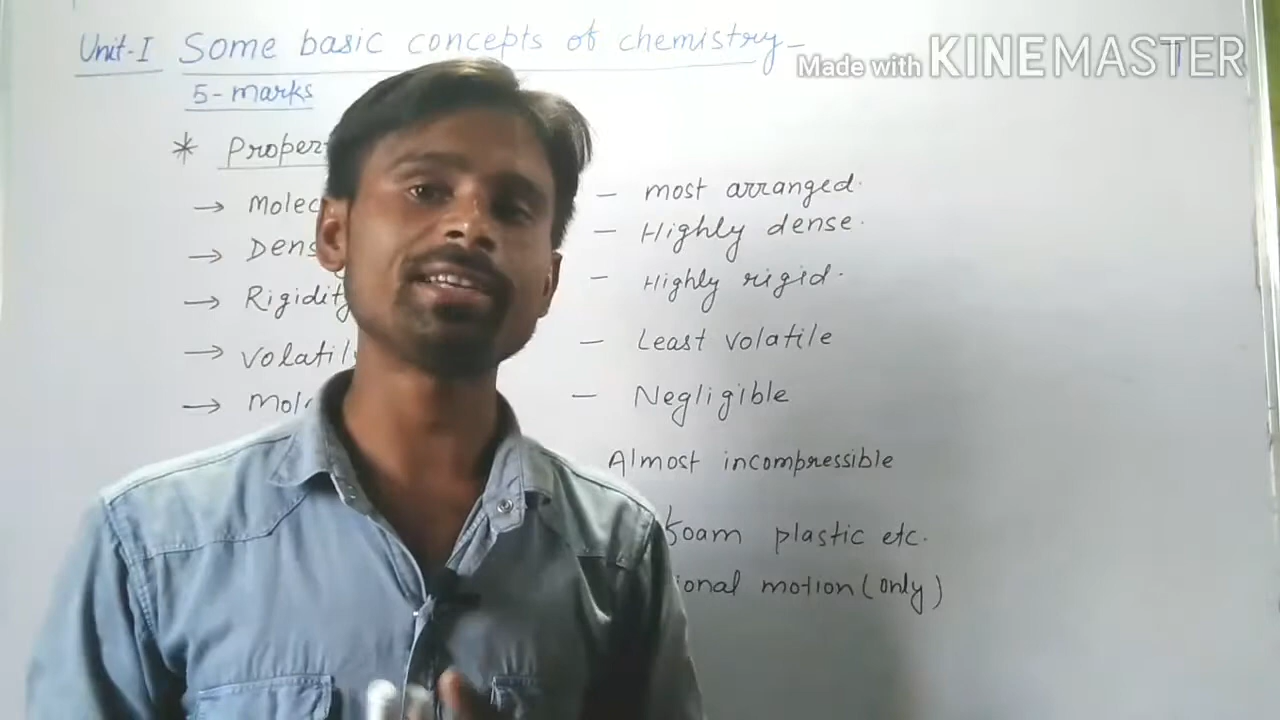 Unit-I Some basic concepts of chemistry
Made with KINEMASTER
5-marks
* Proper
→ Molec — most arranged.
→ Dens — Highly dense.
→ Rigidity — Highly rigid.
→ volatil — Least volatile
→ Mol — Negligible
Almost incompressible
foam plastic etc.
ional motion (only)